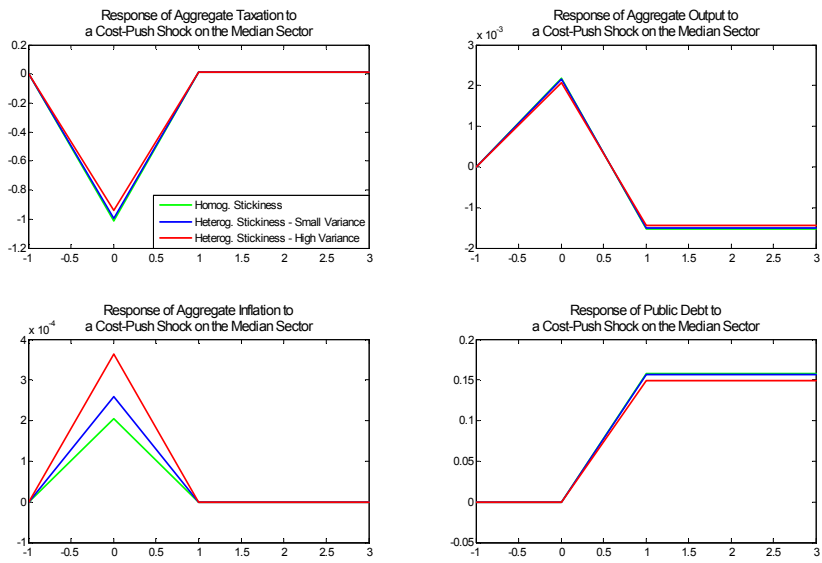 Response of Aggregate Taxation to
a Cost-Push Shock on the Median Sector
0.2
0
-0.2
-0.4
-0.6
-0.8
-1
-1.2
-1 -0.5 0 0.5 1 1.5 2 2.5 3
Homog. Stickiness
Heterog. Stickiness - Small Variance
Heterog. Stickiness - High Variance
Response of Aggregate Output to
a Cost-Push Shock on the Median Sector
x 10-3
3
2
1
0
-1
-2
-1 -0.5 0 0.5 1 1.5 2 2.5 3
Response of Aggregate Inflation to
a Cost-Push Shock on the Median Sector
x 10-4
4
3
2
1
0
-1
-1 -0.5 0 0.5 1 1.5 2 2.5 3
Response of Public Debt to
a Cost-Push Shock on the Median Sector
0.2
0.15
0.1
0.05
0
-0.05
-1 -0.5 0 0.5 1 1.5 2 2.5 3